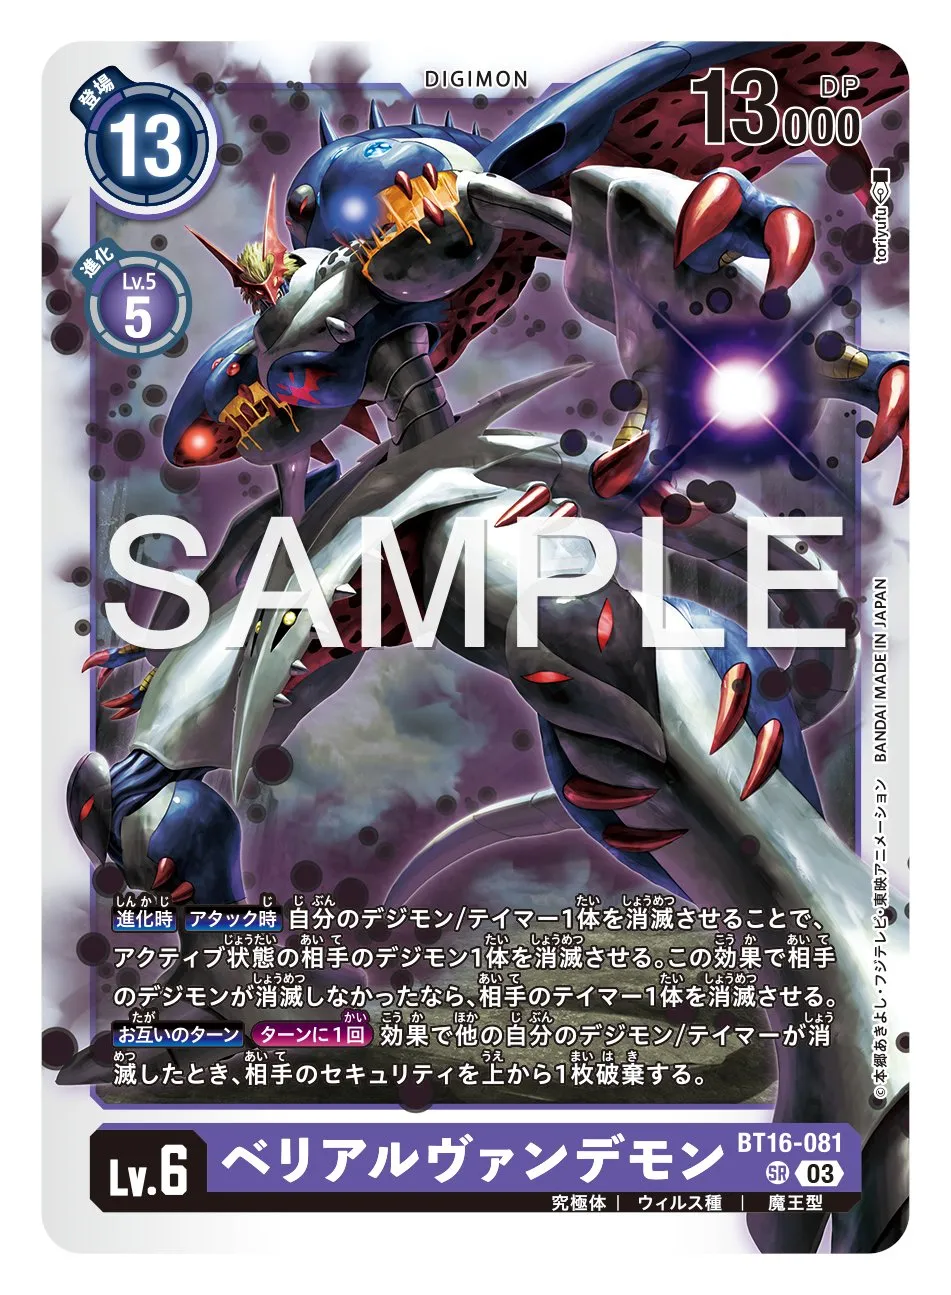 DIGIMON
登場
13
13000
DP
進化
Lv.5
5
toriyufu
SAMPLE
BANDAI MADE IN JAPAN
©本郷あきよし・フジテレビ・東映アニメーション
進化時 アタック時 自分のデジモン/テイマー1体を消滅させることで、
アクティブ状態の相手のデジモン1体を消滅させる。この効果で相手
のデジモンが消滅しなかったなら、相手のテイマー1体を消滅させる。
お互いのターン ターンに1回 効果で他の自分のデジモン/テイマーが消
滅したとき、相手のセキュリティを上から1枚破棄する。
Lv.6
ベリアルヴァンデモン
BT16-081
SR 03
究極体 | ウィルス種 | 魔王型